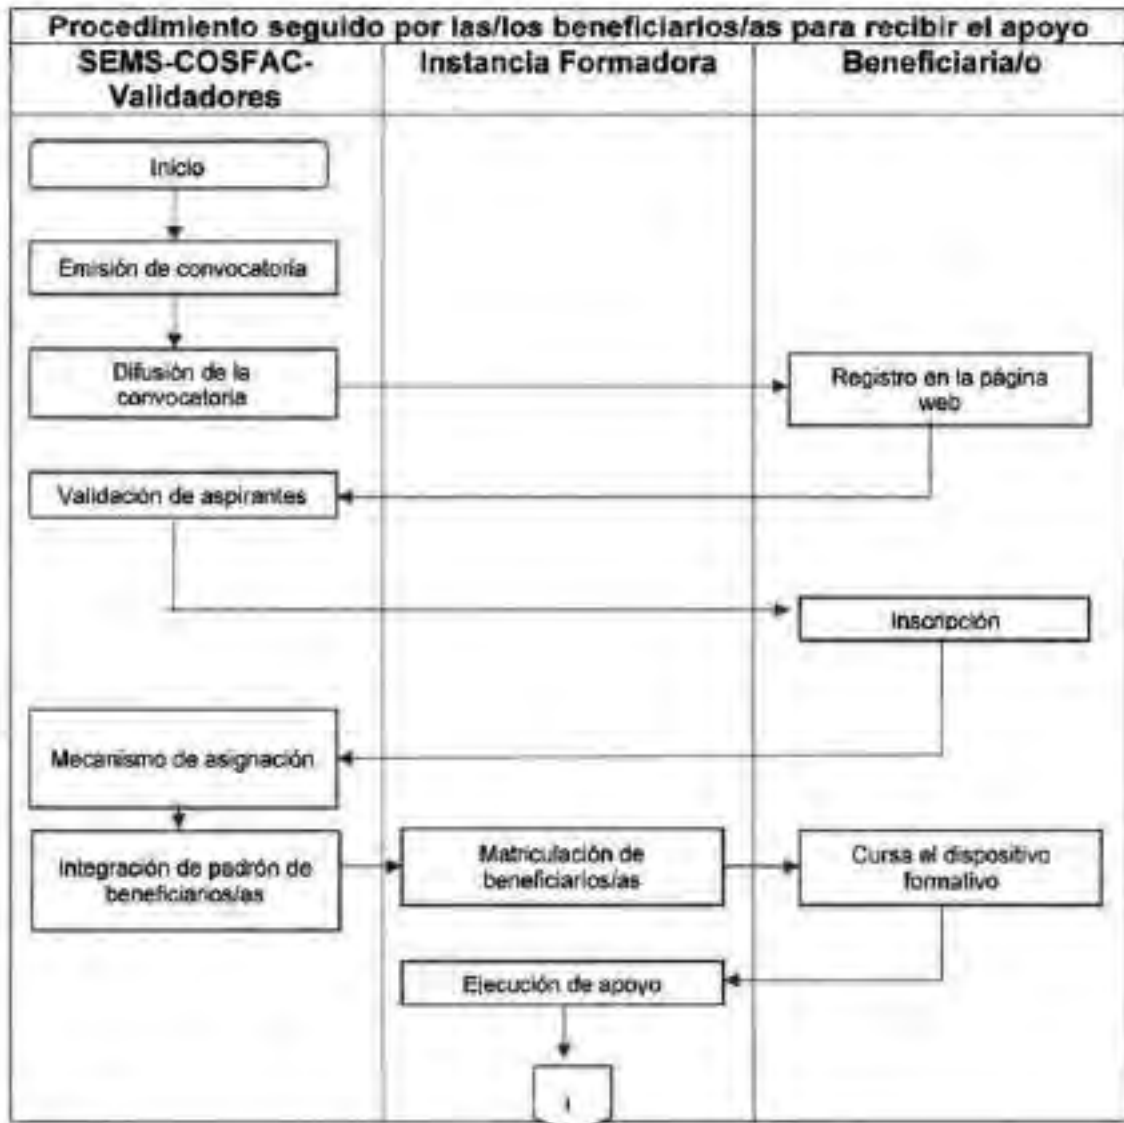 Procedimiento seguido por las/los beneficiarios/as para recibir el apoyo
SEMS-COSFAC-
Validadores
Instancia Formadora
Beneficiaria/o
Inicio
Emisión de convocatoria
Difusión de la
convocatoria
Registro en la página
web
Validación de aspirantes
Inscripción
Mecanismo de asignación
Integración de padrón de
beneficiarios/as
Matriculación de
beneficiarios/as
Cursa el dispositivo
formativo
Ejecución de apoyo